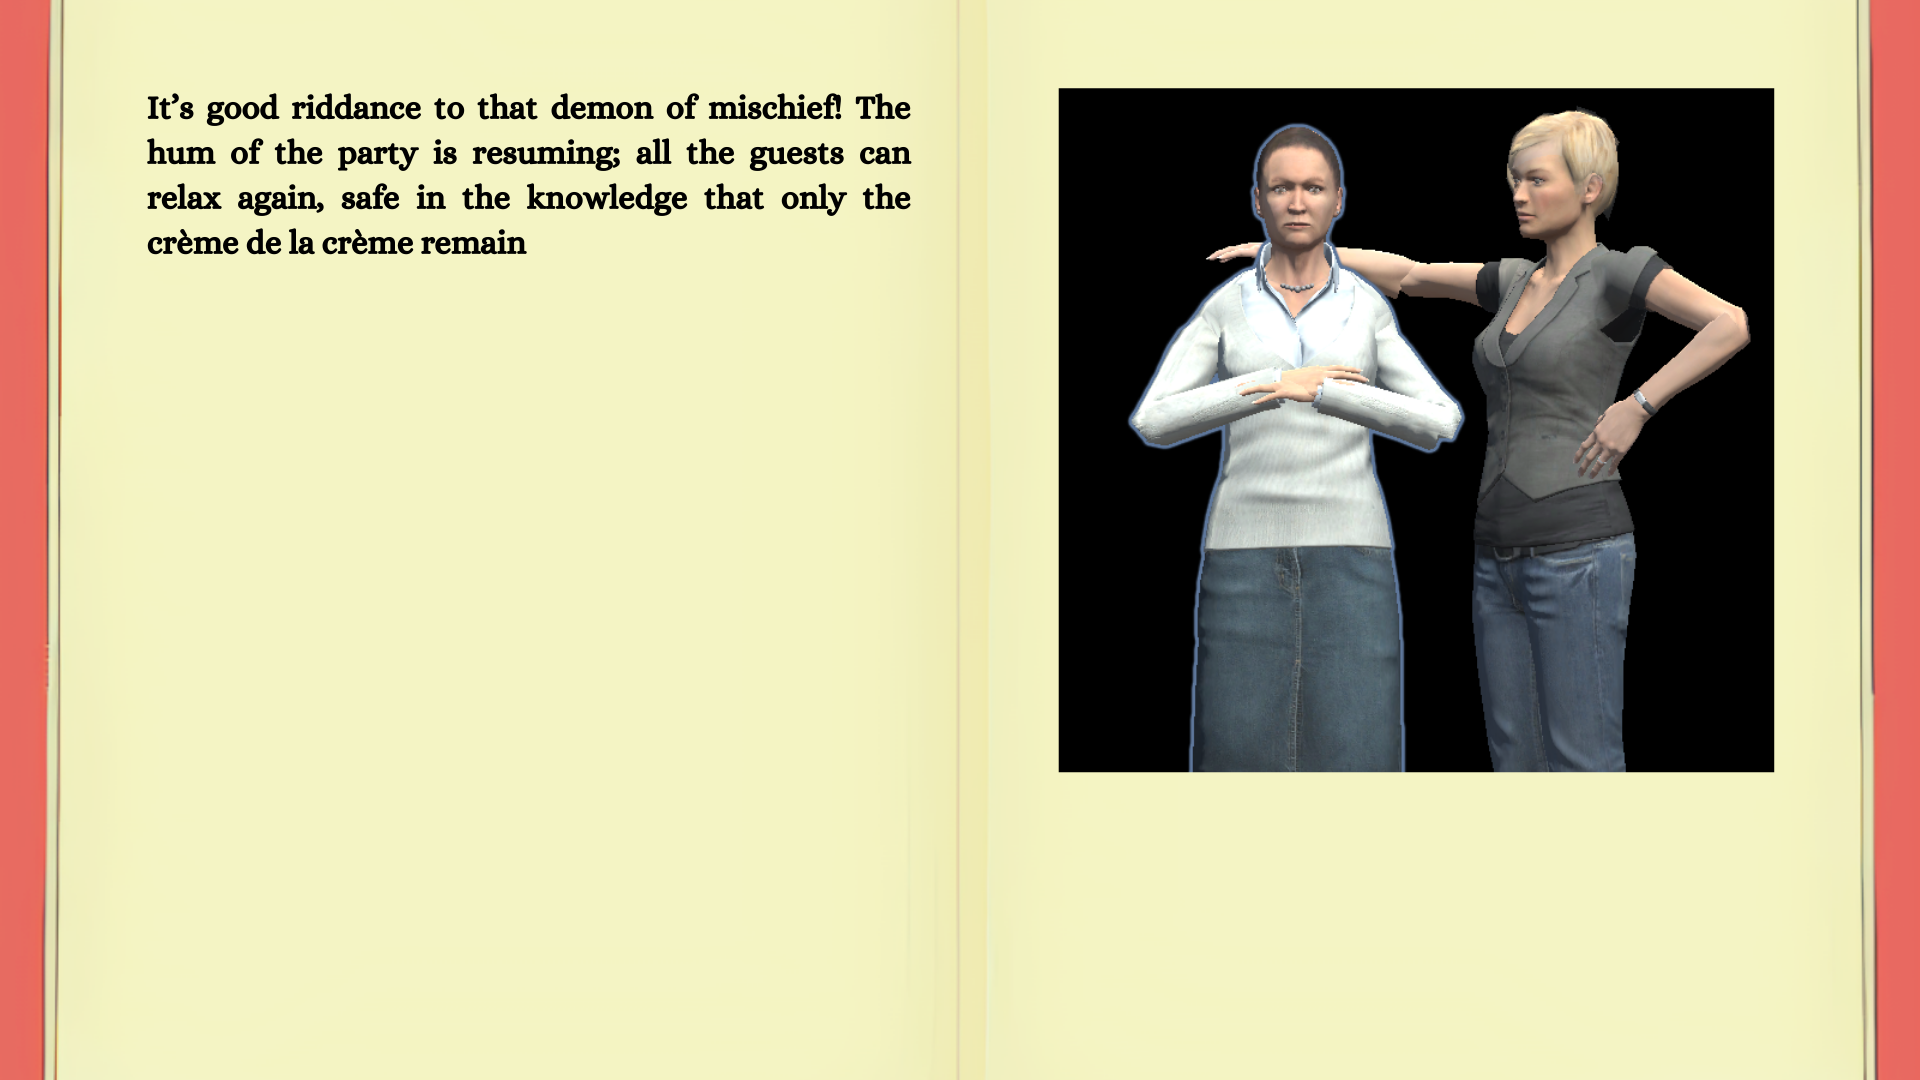 It’s good riddance to that demon of mischief! The
hum of the party is resuming; all the guests can
relax again, safe in the knowledge that only the
crème de la crème remain